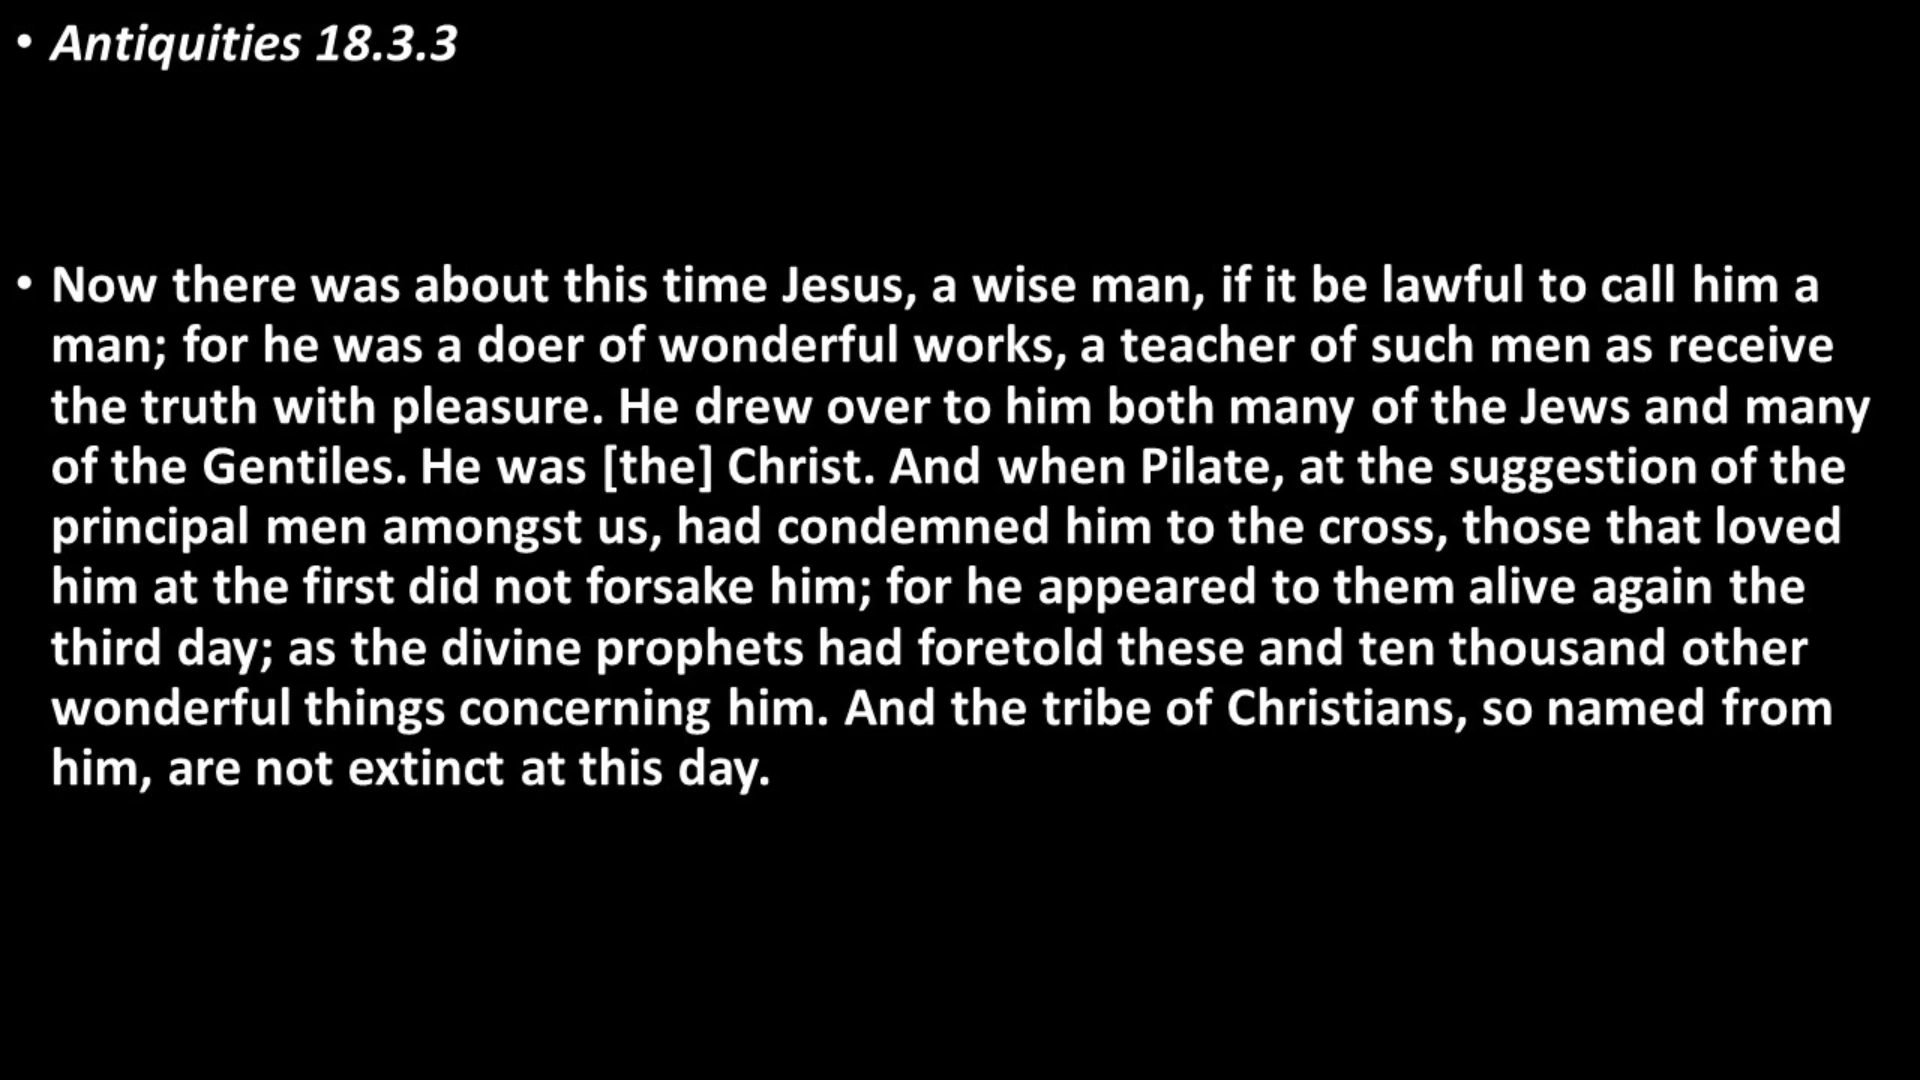 • Antiquities 18.3.3
• Now there was about this time Jesus, a wise man, if it be lawful to call him a
man; for he was a doer of wonderful works, a teacher of such men as receive
the truth with pleasure. He drew over to him both many of the Jews and many
of the Gentiles. He was [the] Christ. And when Pilate, at the suggestion of the
principal men amongst us, had condemned him to the cross, those that loved
him at the first did not forsake him; for he appeared to them alive again the
third day; as the divine prophets had foretold these and ten thousand other
wonderful things concerning him. And the tribe of Christians, so named from
him, are not extinct at this day.